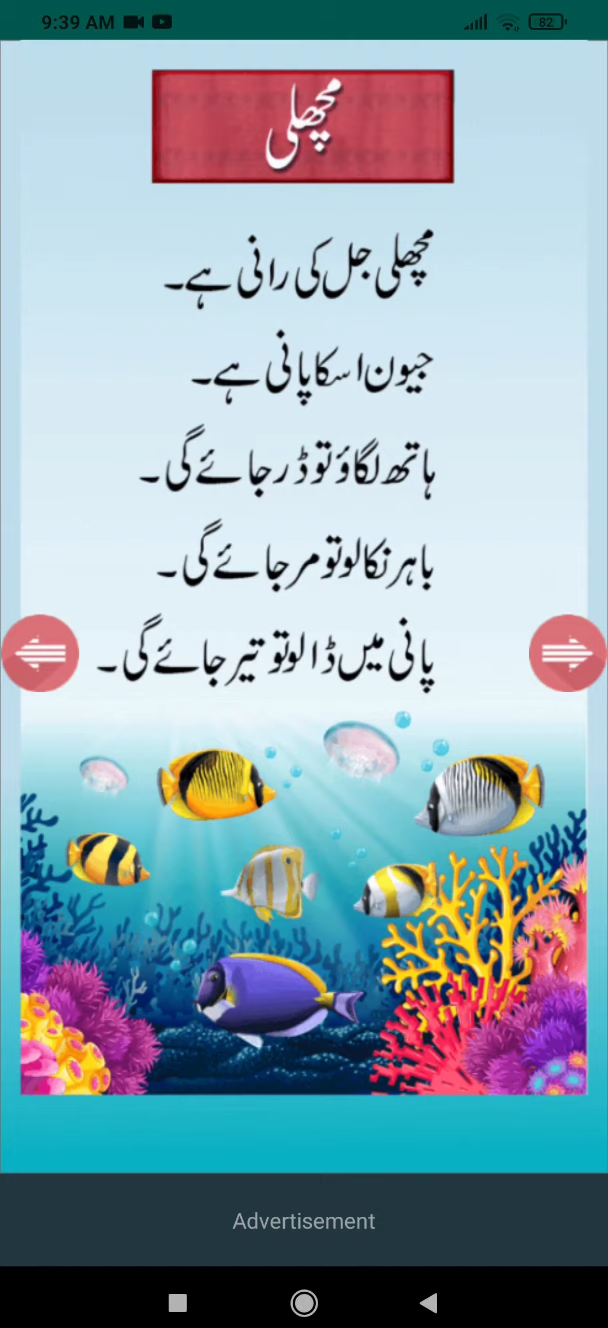 9:39 AM
82
مچھلی
مچھلی جل کی رانی ہے۔
جیون اسکا پانی ہے۔
ہاتھ لگاؤ تو ڈر جائے گی۔
باہر نکالو تو مر جائے گی۔
پانی میں ڈالو تو تیر جائے گی۔
Advertisement